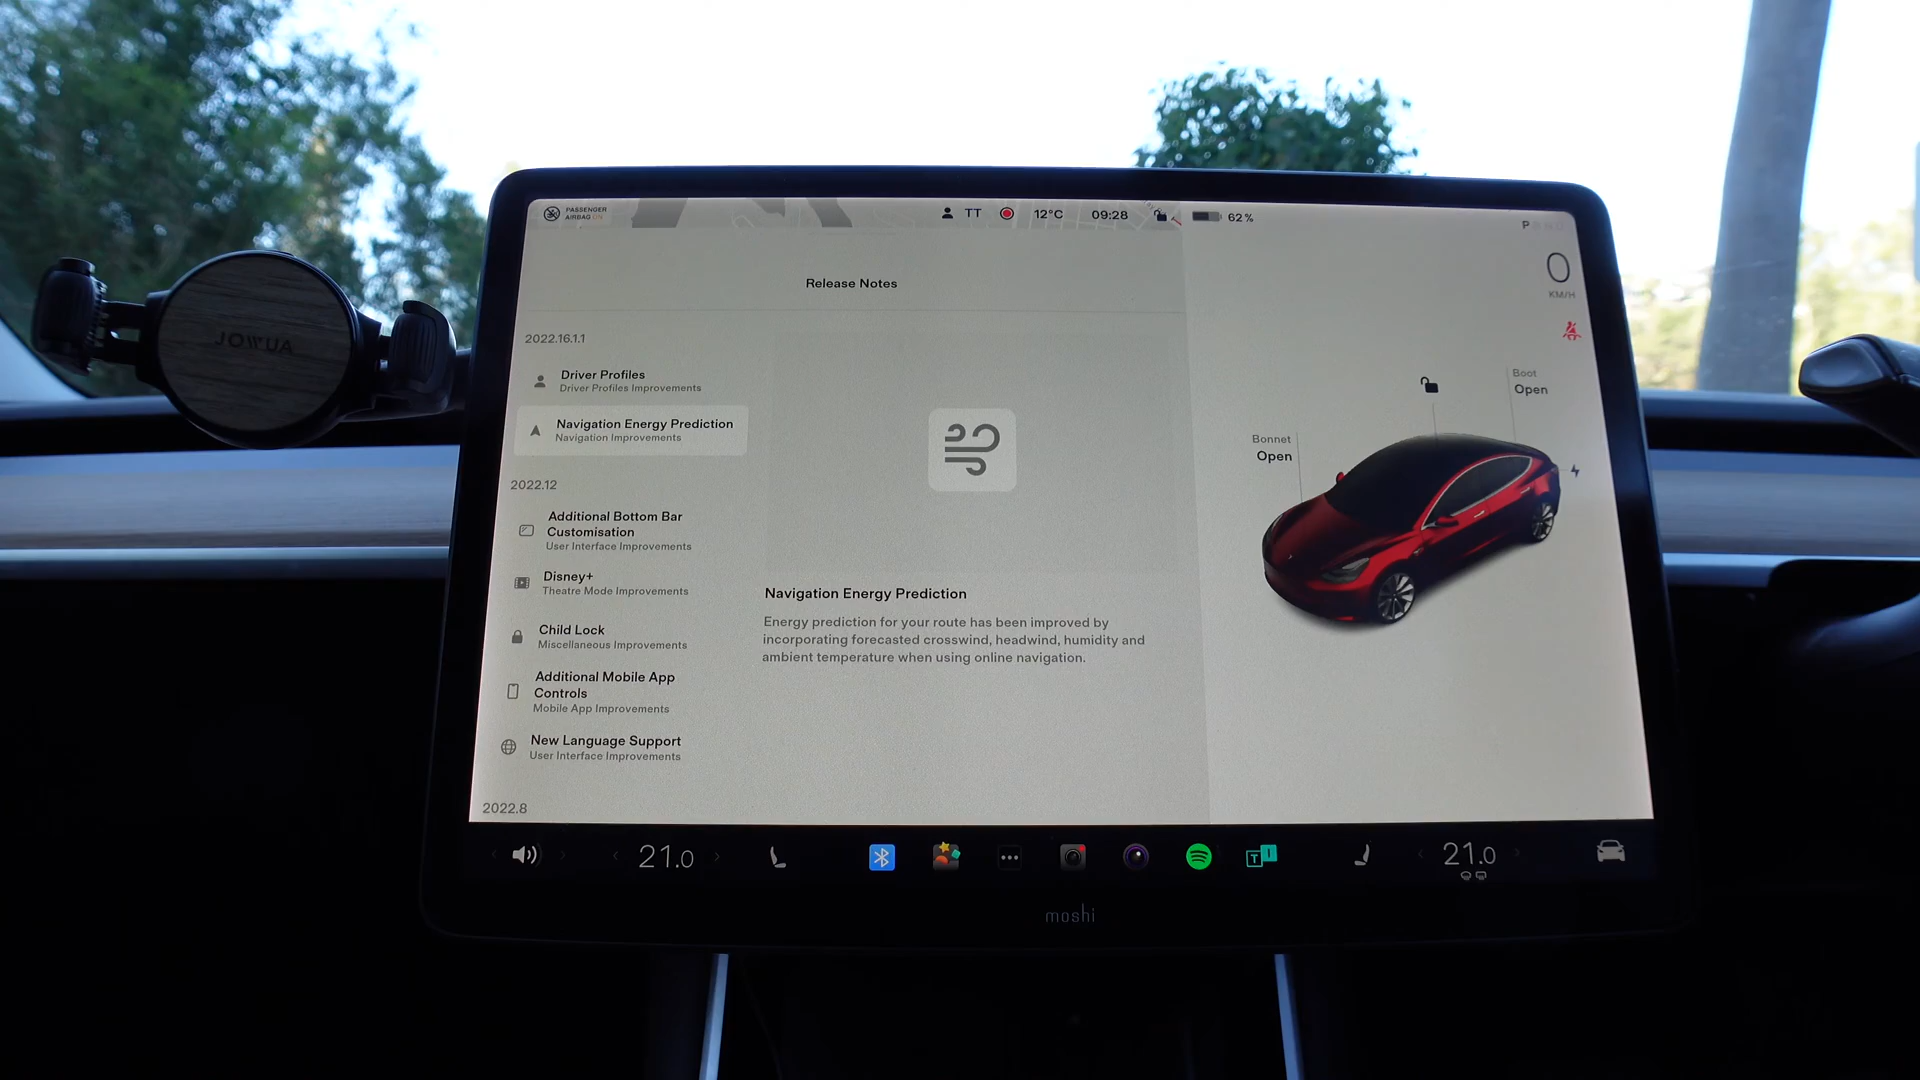 PASSENGER
AIRBAG ON
TT
12°C
09:28
62 %
P
0
KM/H
Release Notes
2022.16.1.1
Driver Profiles
Driver Profiles Improvements
Navigation Energy Prediction
Navigation Improvements
2022.12
Additional Bottom Bar
Customisation
User Interface Improvements
Disney+
Theatre Mode Improvements
Child Lock
Miscellaneous Improvements
Additional Mobile App
Controls
Mobile App Improvements
New Language Support
User Interface Improvements
2022.8
Navigation Energy Prediction
Energy prediction for your route has been improved by
incorporating forecasted crosswind, headwind, humidity and
ambient temperature when using online navigation.
Boot
Open
Bonnet
Open
21.0
T
21.0
moshi